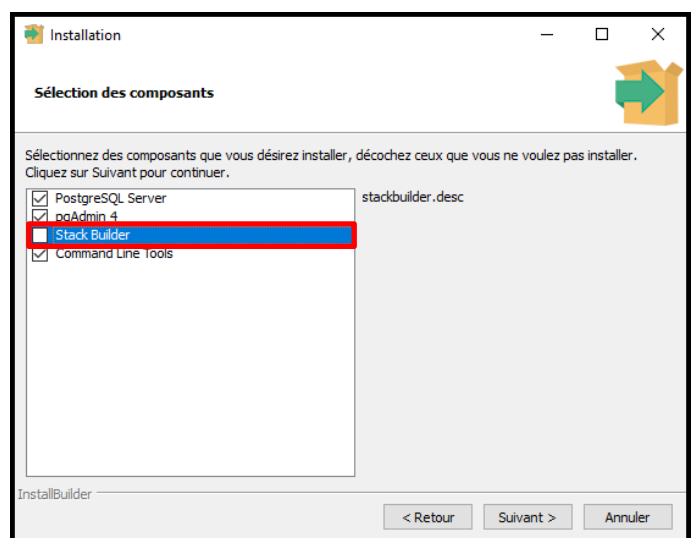 Installation
Sélection des composants
Sélectionnez des composants que vous désirez installer, décochez ceux que vous ne voulez pas installer.
Cliquez sur Suivant pour continuer.
PostgreSQL Server
pgAdmin 4
Stack Builder
Command Line Tools
stackbuilder.desc
InstallBuilder
< Retour
Suivant >
Annuler